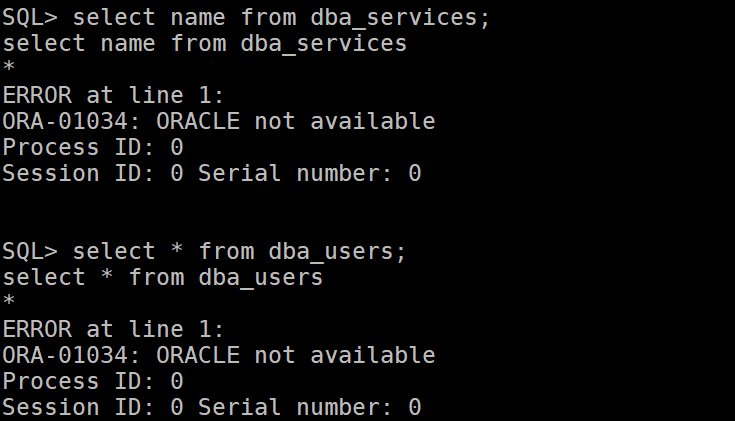 SQL> select name from dba_services;
select name from dba_services
*
ERROR at line 1:
ORA-01034: ORACLE not available
Process ID: 0
Session ID: 0 Serial number: 0
SQL> select * from dba_users;
select * from dba_users
*
ERROR at line 1:
ORA-01034: ORACLE not available
Process ID: 0
Session ID: 0 Serial number: 0